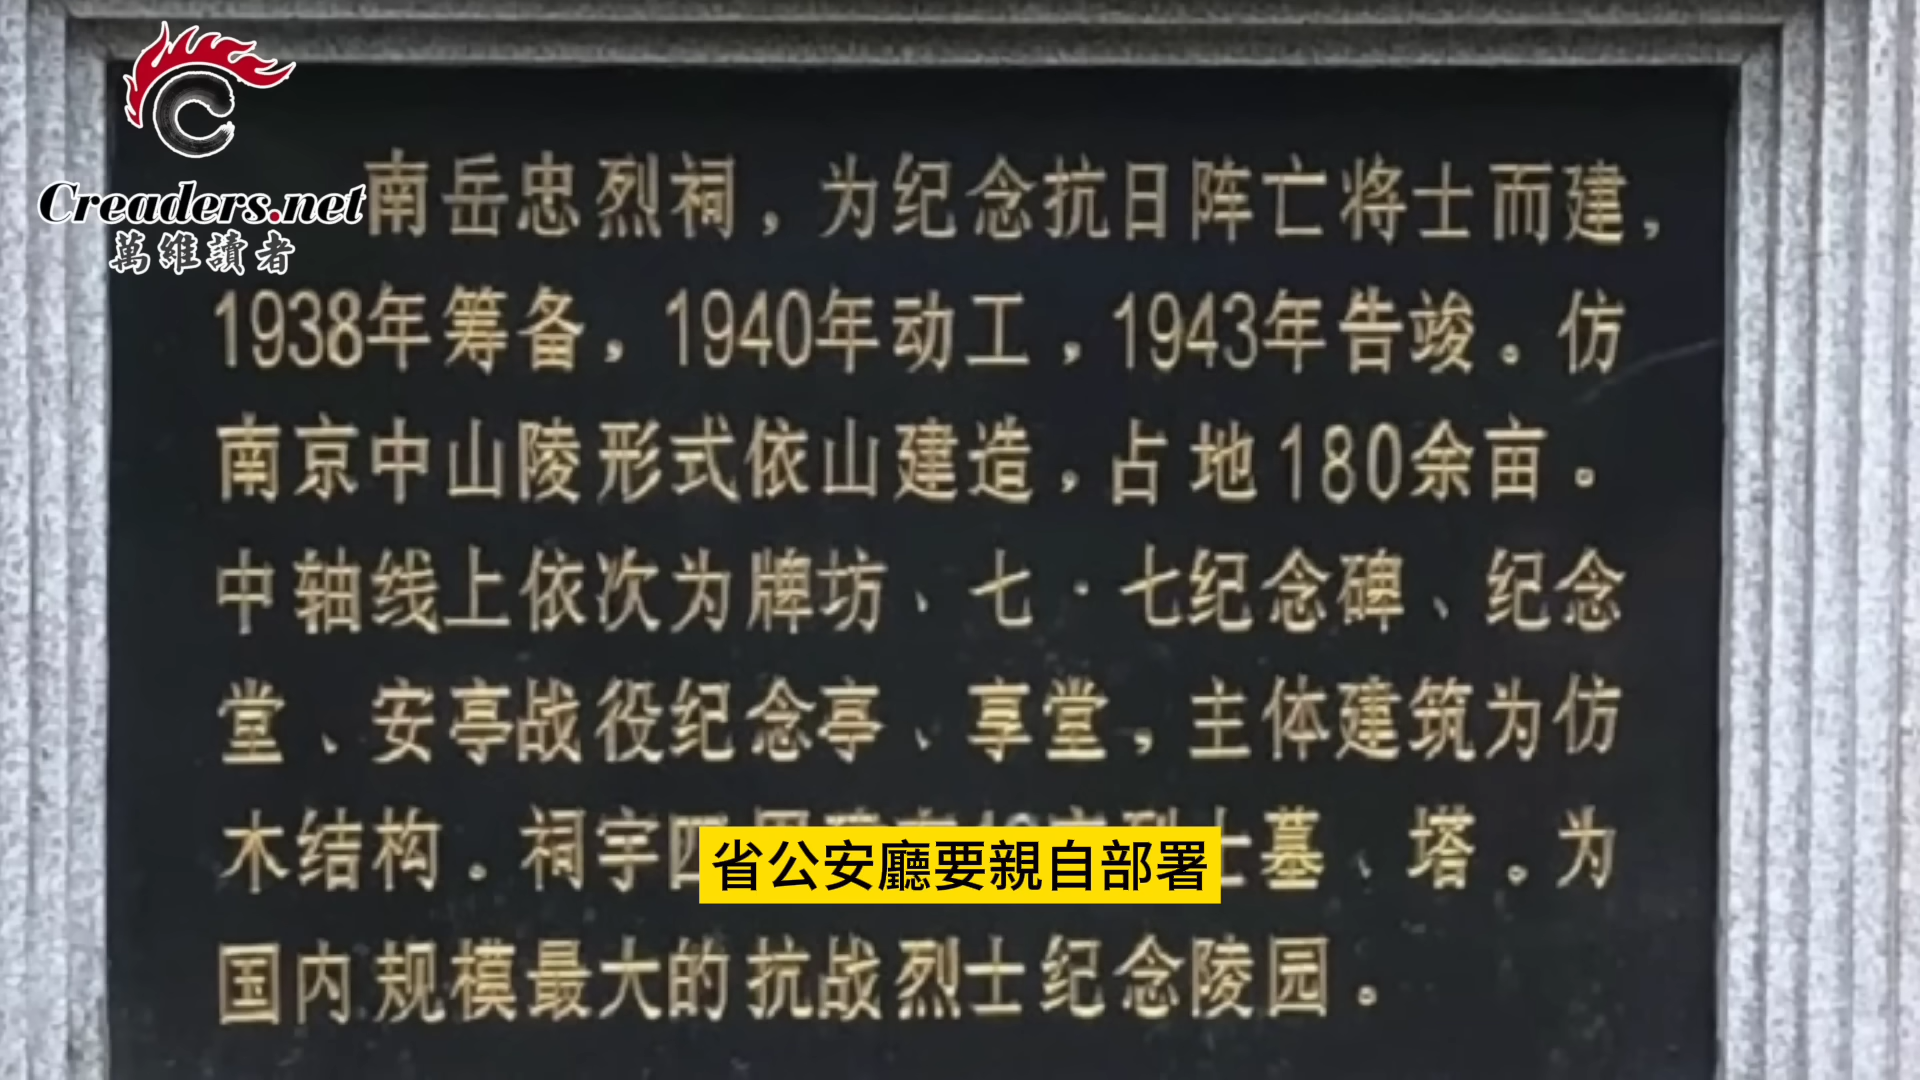 Creaders.net
萬維讀者
南岳忠烈祠，为纪念抗日阵亡将士而建，
1938年筹备，1940年动工，1943年告竣。仿
南京中山陵形式依山建造，占地180余亩。
中轴线上依次为牌坊、七·七纪念碑、纪念
堂、安亭战役纪念亭、享堂，主体建筑为仿
木结构。祠宇四士墓、塔。为
省公安廳要親自部署
国内规模最大的抗战烈士纪念陵园。